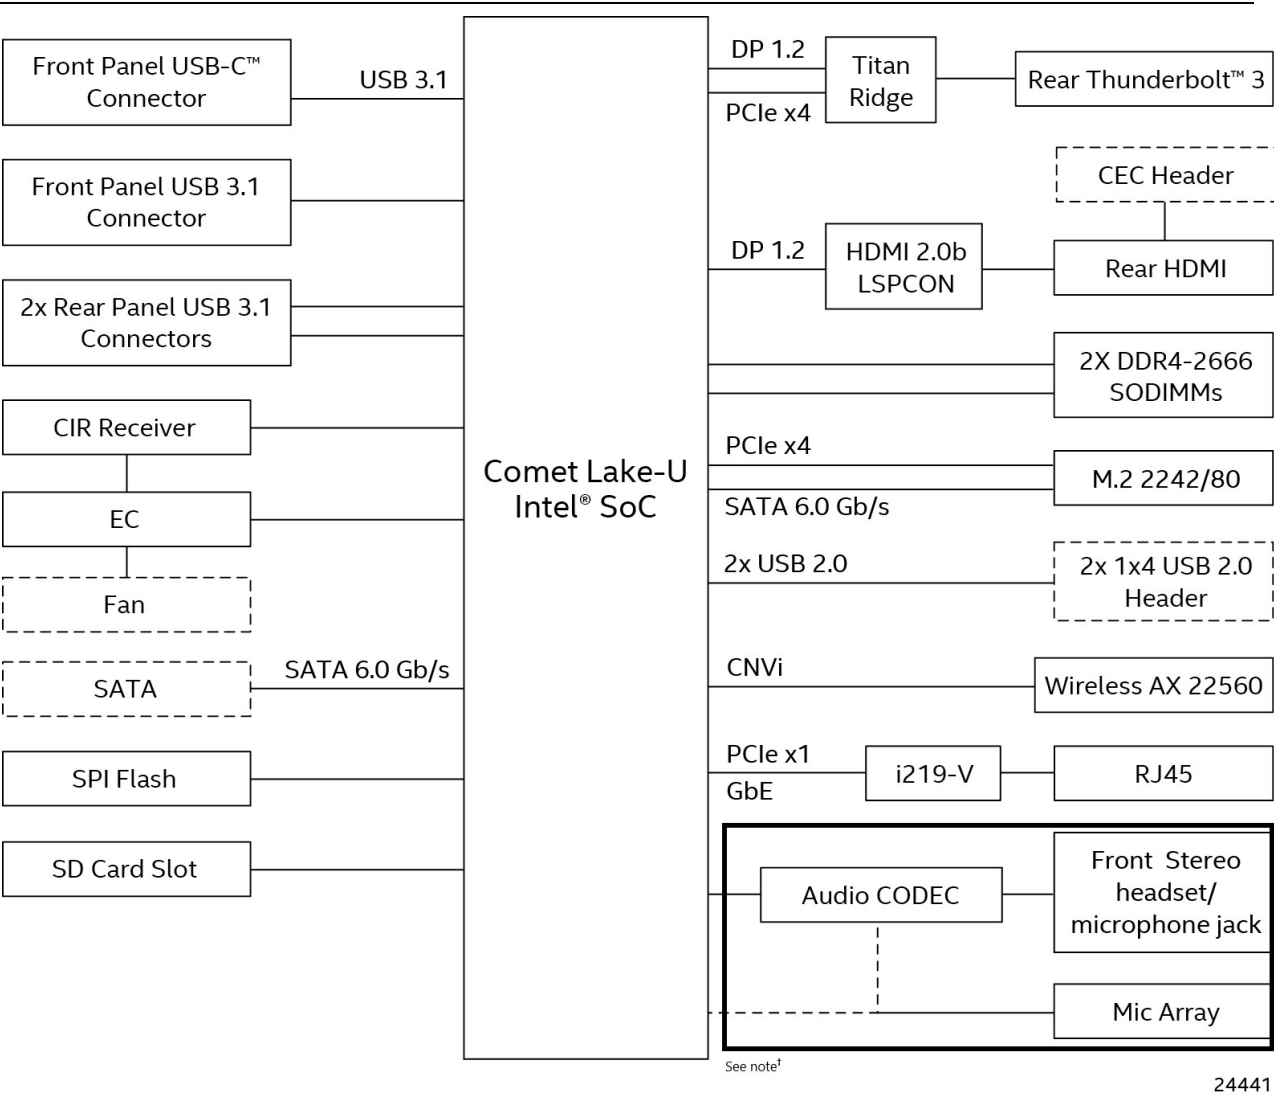 Front Panel USB-C™
Connector
USB 3.1
Front Panel USB 3.1
Connector
2x Rear Panel USB 3.1
Connectors
CIR Receiver
EC
Fan
SATA
SATA 6.0 Gb/s
SPI Flash
SD Card Slot
Comet Lake-U
Intel® SoC
DP 1.2
PCIe x4
Titan
Ridge
Rear Thunderbolt™ 3
CEC Header
DP 1.2
HDMI 2.0b
LSPCON
Rear HDMI
2X DDR4-2666
SODIMMs
PCIe x4
SATA 6.0 Gb/s
M.2 2242/80
2x USB 2.0
2x 1x4 USB 2.0
Header
CNVi
Wireless AX 22560
PCIe x1
GbE
i219-V
RJ45
Audio CODEC
Front Stereo
headset/
microphone jack
Mic Array
See note†
24441